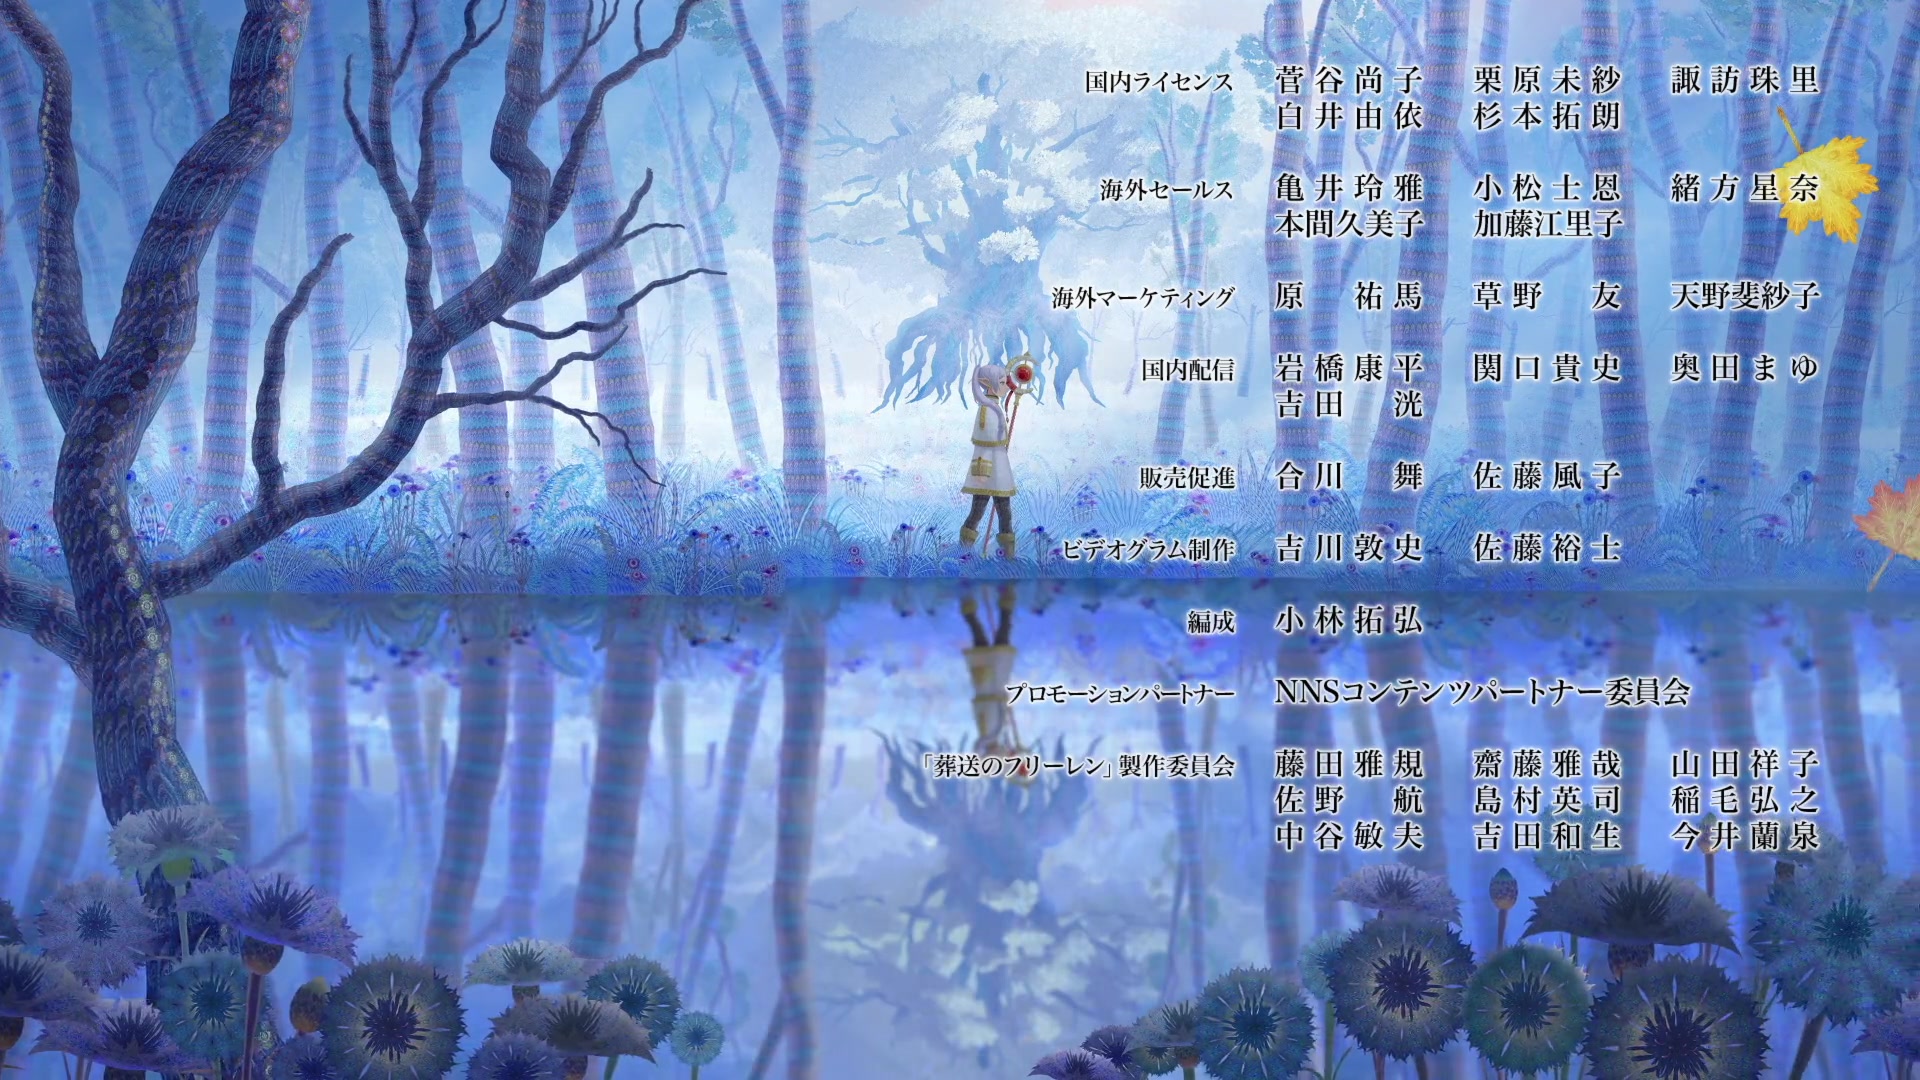 国内ライセンス 菅谷尚子 栗原未紗 諏訪珠里
白井由依 杉本拓朗
海外セールス 亀井玲雅 小松士恩 緒方星奈
本間久美子 加藤江里子
海外マーケティング 原祐馬 草野友 天野斐紗子
国内配信 岩橋康平 関口貴史 奥田まゆ
吉田洸
販売促進 合川舞 佐藤風子
ビデオグラム制作 吉川敦史 佐藤裕士
編成 小林拓弘
プロモーションパートナー NNSコンテンツパートナー委員会
「葬送のフリーレン」製作委員会 藤田雅規 齋藤雅哉 山田祥子
佐野航 島村英司 稲毛弘之
中谷敏夫 吉田和生 今井蘭泉